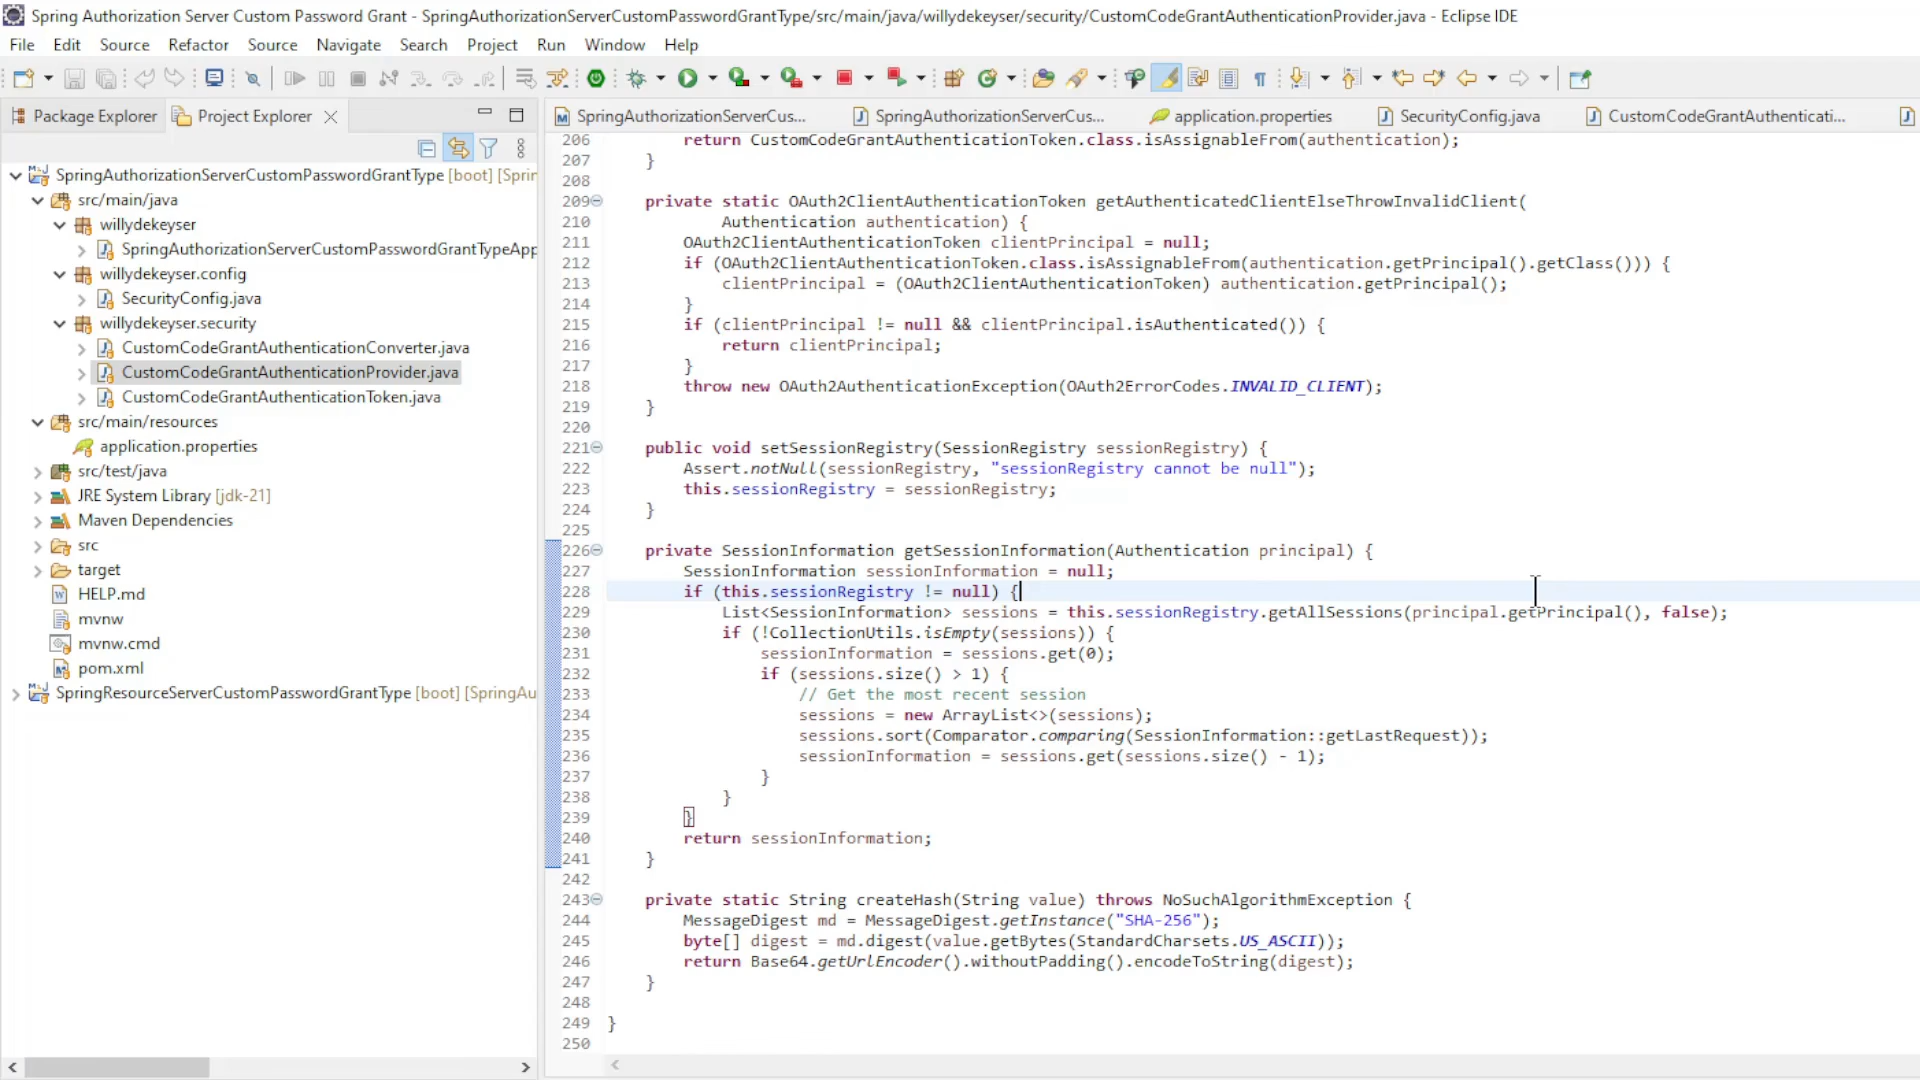 Spring Authorization Server Custom Password Grant - SpringAuthorizationServerCustomPasswordGrantType/src/main/java/willydekeyser/security/CustomCodeGrantAuthenticationProvider.java - Eclipse IDE
File Edit Source Refactor Source Navigate Search Project Run Window Help
Package Explorer Project Explorer
SpringAuthorizationServerCus... SpringAuthorizationServerCus... application.properties SecurityConfig.java CustomCodeGrantAuthenticati...
SpringAuthorizationServerCustomPasswordGrantType [boot] [Sprin
src/main/java
willydekeyser
SpringAuthorizationServerCustomPasswordGrantTypeApp
willydekeyser.config
SecurityConfig.java
willydekeyser.security
CustomCodeGrantAuthenticationConverter.java
CustomCodeGrantAuthenticationProvider.java
CustomCodeGrantAuthenticationToken.java
src/main/resources
application.properties
src/test/java
JRE System Library [jdk-21]
Maven Dependencies
src
target
HELP.md
mvnw
mvnw.cmd
pom.xml
SpringResourceServerCustomPasswordGrantType [boot] [SpringAu
206 return CustomCodeGrantAuthenticationToken.class.isAssignableFrom(authentication);
207 }
208
209 private static OAuth2ClientAuthenticationToken getAuthenticatedClientElseThrowInvalidClient(
210 Authentication authentication) {
211 OAuth2ClientAuthenticationToken clientPrincipal = null;
212 if (OAuth2ClientAuthenticationToken.class.isAssignableFrom(authentication.getPrincipal().getClass())) {
213 clientPrincipal = (OAuth2ClientAuthenticationToken) authentication.getPrincipal();
214 }
215 if (clientPrincipal != null && clientPrincipal.isAuthenticated()) {
216 return clientPrincipal;
217 }
218 throw new OAuth2AuthenticationException(OAuth2ErrorCodes.INVALID_CLIENT);
219 }
220
221 public void setSessionRegistry(SessionRegistry sessionRegistry) {
222 Assert.notNull(sessionRegistry, "sessionRegistry cannot be null");
223 this.sessionRegistry = sessionRegistry;
224 }
225
226 private SessionInformation getSessionInformation(Authentication principal) {
227 SessionInformation sessionInformation = null;
228 if (this.sessionRegistry != null) {
229 List<SessionInformation> sessions = this.sessionRegistry.getAllSessions(principal.getPrincipal(), false);
230 if (!CollectionUtils.isEmpty(sessions)) {
231 sessionInformation = sessions.get(0);
232 if (sessions.size() > 1) {
233 // Get the most recent session
234 sessions = new ArrayList<>(sessions);
235 sessions.sort(Comparator.comparing(SessionInformation::getLastRequest));
236 sessionInformation = sessions.get(sessions.size() - 1);
237 }
238 }
239 }
240 return sessionInformation;
241 }
242
243 private static String createHash(String value) throws NoSuchAlgorithmException {
244 MessageDigest md = MessageDigest.getInstance("SHA-256");
245 byte[] digest = md.digest(value.getBytes(StandardCharsets.US_ASCII));
246 return Base64.getUrlEncoder().withoutPadding().encodeToString(digest);
247 }
248
249 }
250